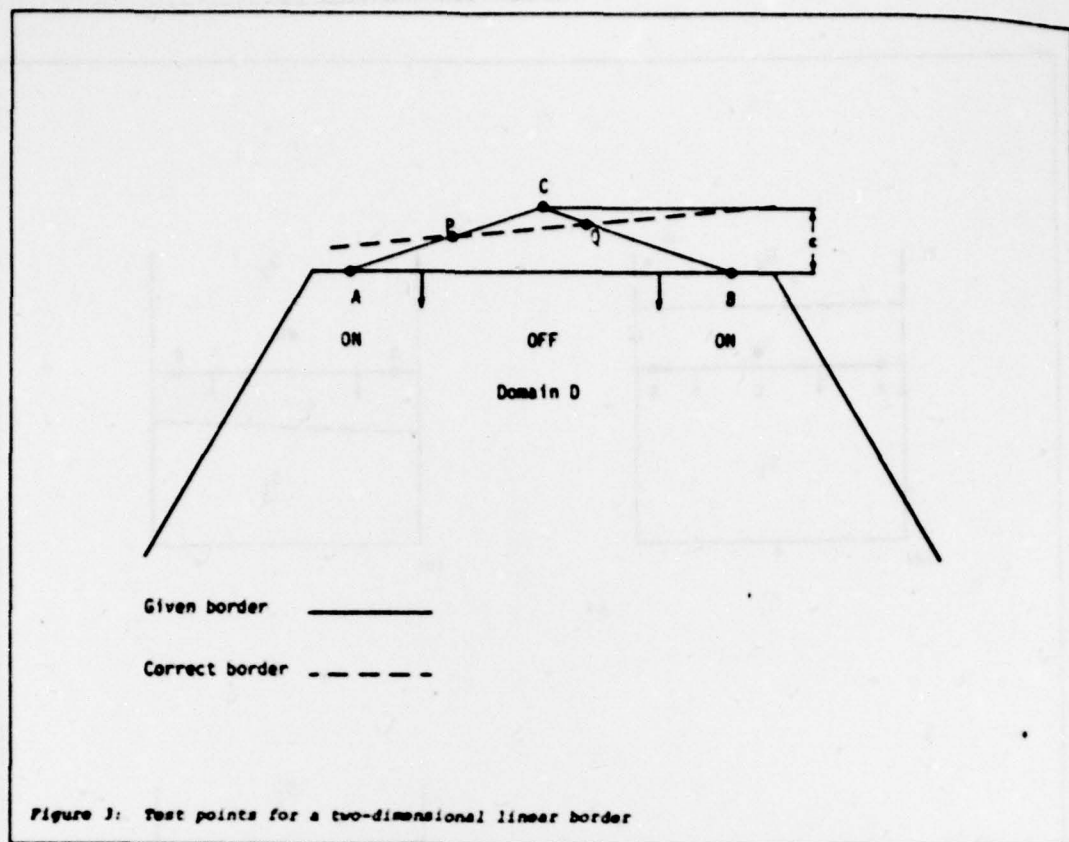 C
P
Q
ε
A
B
ON OFF ON
Domain D
Given border
Correct border
Figure 3: Test points for a two-dimensional linear border